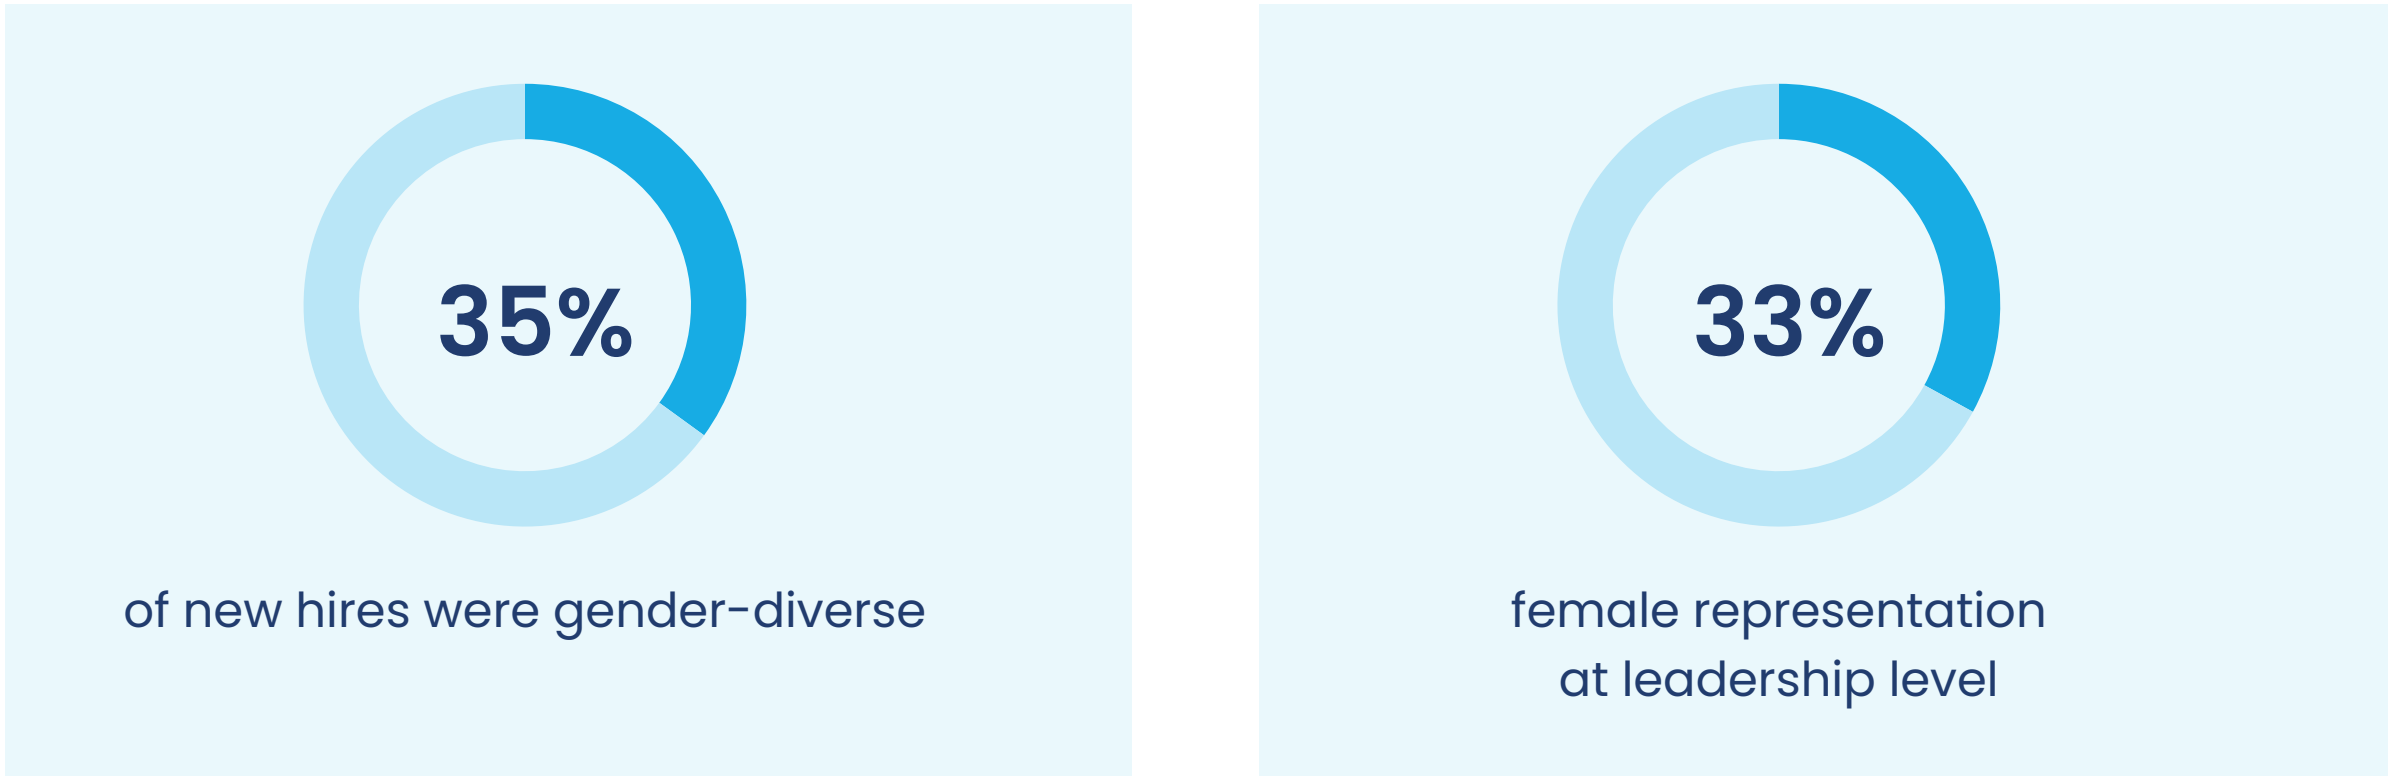 35%
of new hires were gender-diverse
33%
female representation
at leadership level